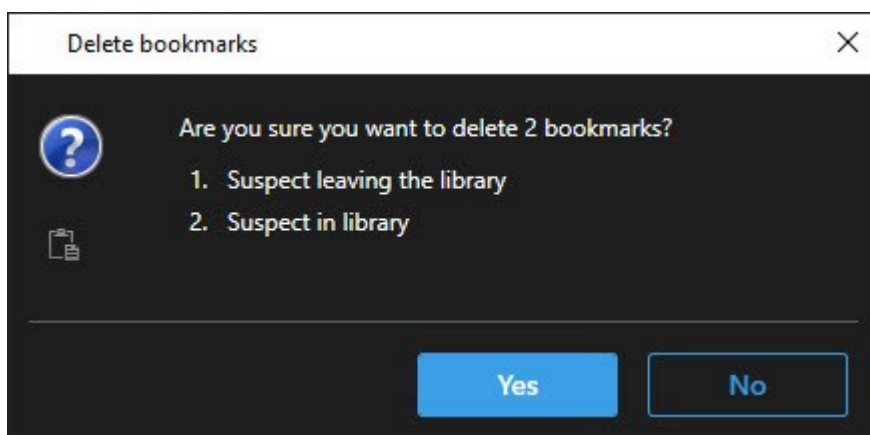 Delete bookmarks
Are you sure you want to delete 2 bookmarks?
1. Suspect leaving the library
2. Suspect in library
Yes
No